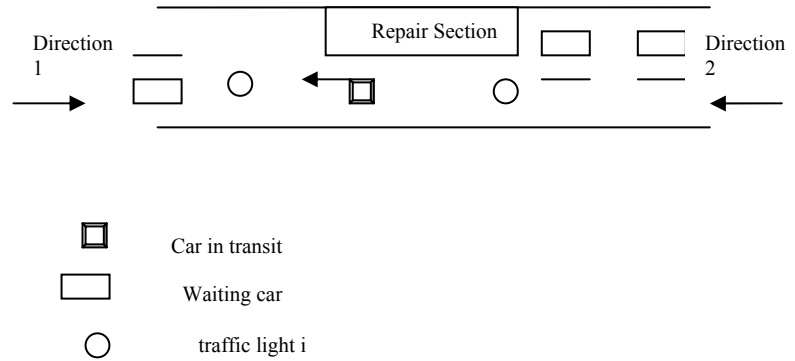 Repair Section
Direction
1
Direction
2
Car in transit
Waiting car
traffic light i